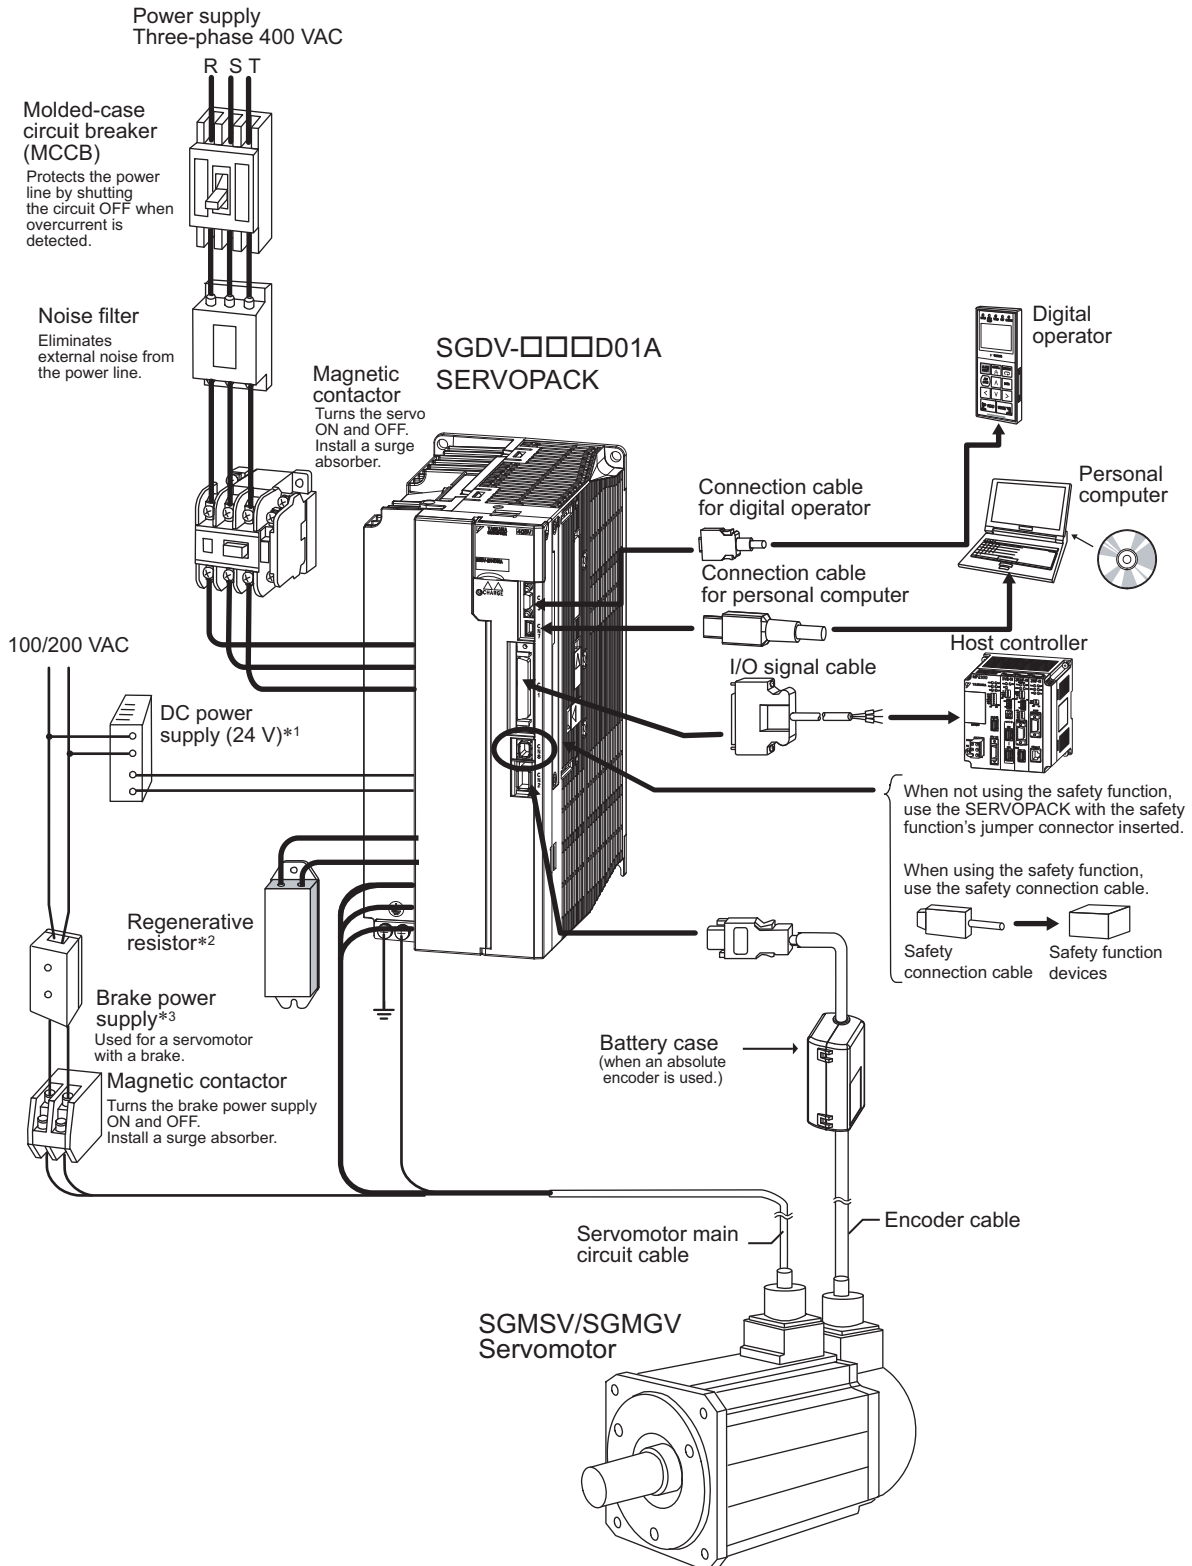 Power supply
Three-phase 400 VAC
R S T
Molded-case
circuit breaker
(MCCB)
Protects the power
line by shutting
the circuit OFF when
overcurrent is
detected.
Noise filter
Eliminates
external noise from
the power line.
Magnetic
contactor
Turns the servo
ON and OFF.
Install a surge
absorber.
SGDV-□□□D01A
SERVOPACK
Digital
operator
Connection cable
for digital operator
Personal
computer
Connection cable
for personal computer
CHARGE
Host controller
I/O signal cable
100/200 VAC
DC power
supply (24 V)*1
When not using the safety function,
use the SERVOPACK with the safety
function's jumper connector inserted.
When using the safety function,
use the safety connection cable.
Safety
connection cable
Safety function
devices
Regenerative
resistor*2
Brake power
supply*3
Used for a servomotor
with a brake.
Battery case
(when an absolute
encoder is used.)
Magnetic contactor
Turns the brake power supply
ON and OFF.
Install a surge absorber.
Servomotor main
circuit cable
Encoder cable
SGMSV/SGMGV
Servomotor